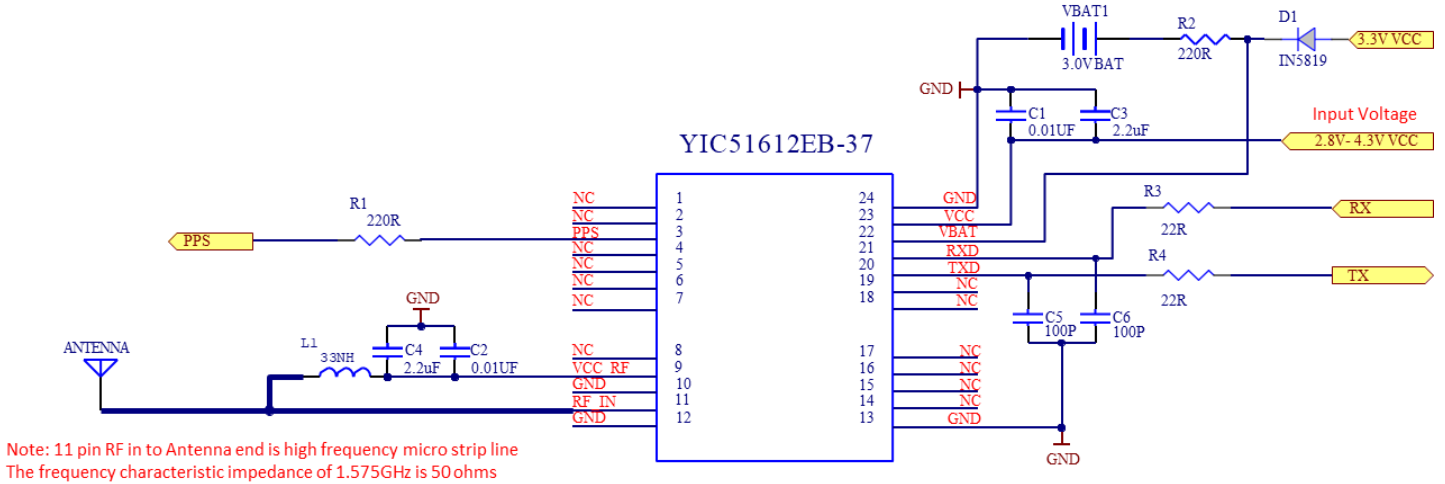 VBAT1
R2
D1
3.3V VCC
220R
3.0VBAT
IN5819
GND
C1
C3
0.01UF
2.2uF
Input Voltage
2.8V- 4.3V VCC
YIC51612EB-37
NC 1
NC 2
PPS 3
NC 4
NC 5
NC 6
NC 7
NC 8
VCC RF 9
GND 10
RF IN 11
GND 12
24 GND
23 VCC
22 VBAT
21 RXD
20 TXD
19 NC
18 NC
17 NC
16 NC
15 NC
14 NC
13 GND
R1
220R
PPS
R3
22R
RX
R4
22R
TX
C5
100P
C6
100P
GND
GND
L1
33NH
C4
2.2uF
C2
0.01UF
ANTENNA
Note: 11 pin RF in to Antenna end is high frequency micro strip line
The frequency characteristic impedance of 1.575GHz is 50 ohms